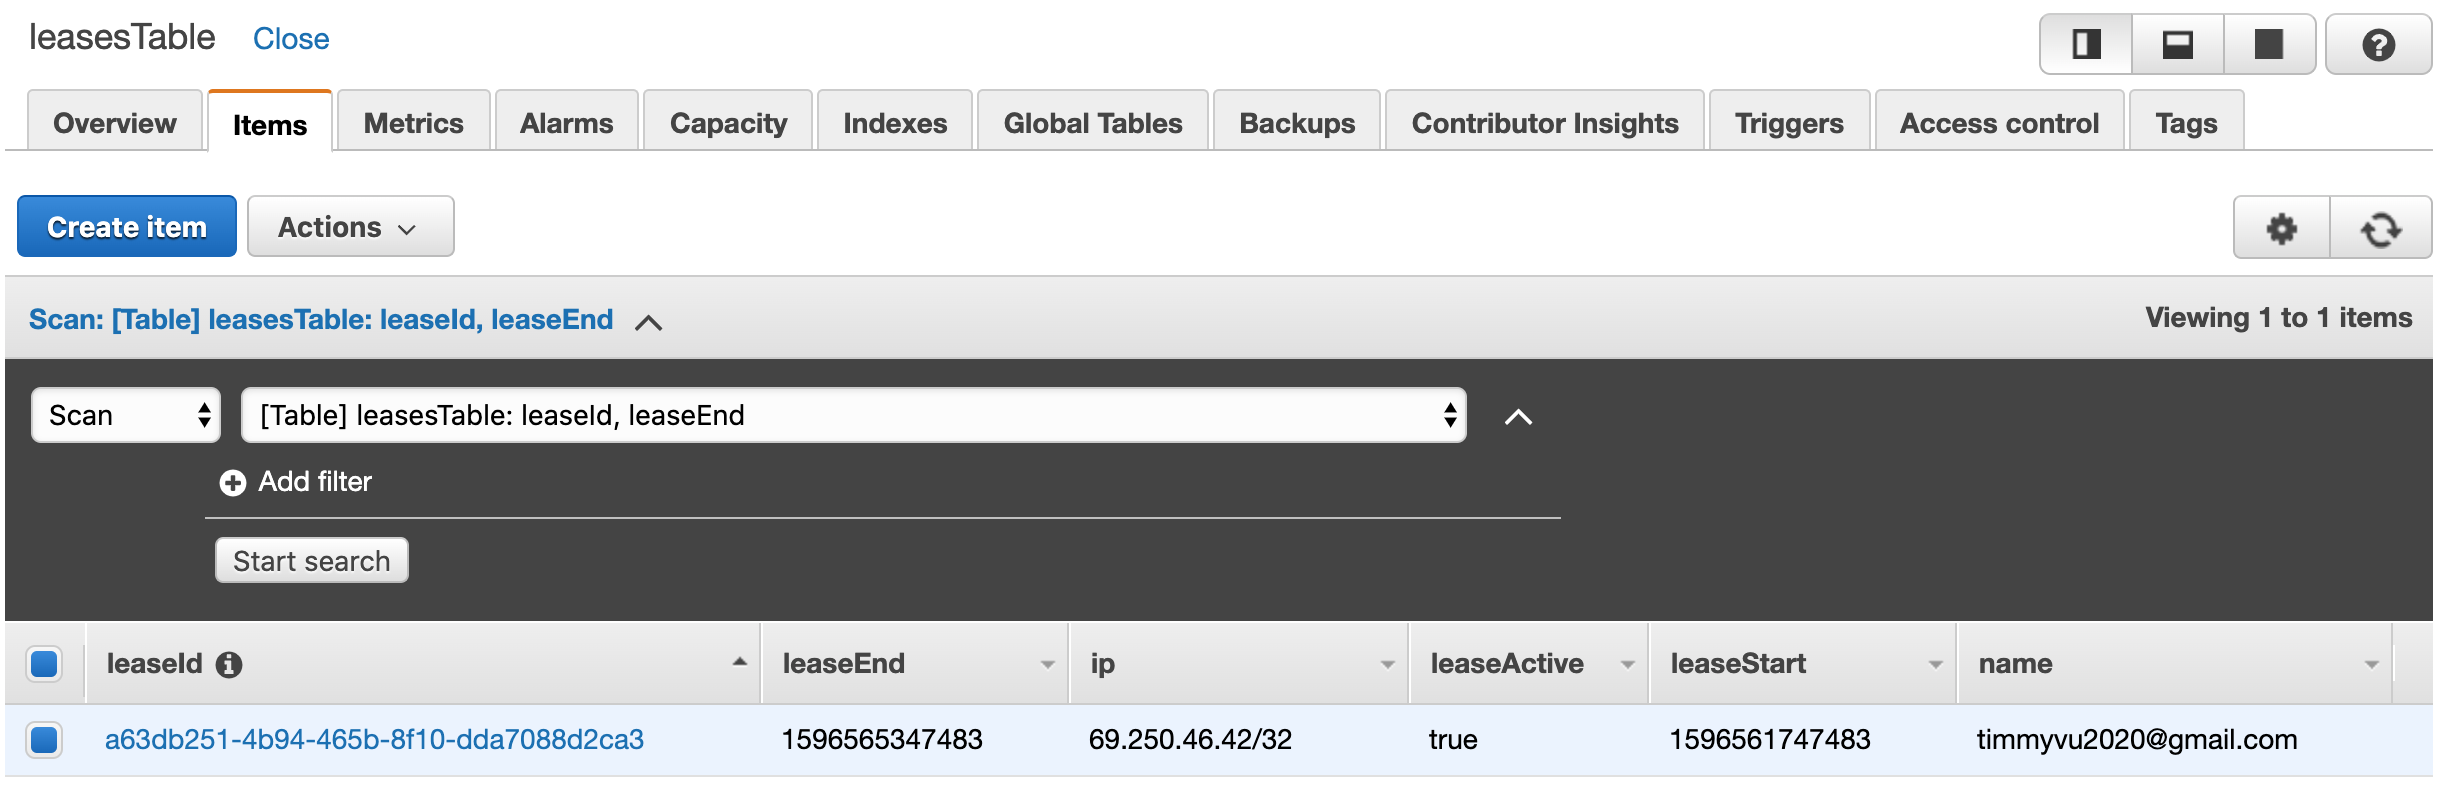 leasesTable Close
Overview Items Metrics Alarms Capacity Indexes Global Tables Backups Contributor Insights Triggers Access control Tags
Create item Actions
Scan: [Table] leasesTable: leaseId, leaseEnd Viewing 1 to 1 items
Scan [Table] leasesTable: leaseId, leaseEnd
Add filter
Start search
leaseId leaseEnd ip leaseActive leaseStart name
a63db251-4b94-465b-8f10-dda7088d2ca3 1596565347483 69.250.46.42/32 true 1596561747483 timmyvu2020@gmail.com